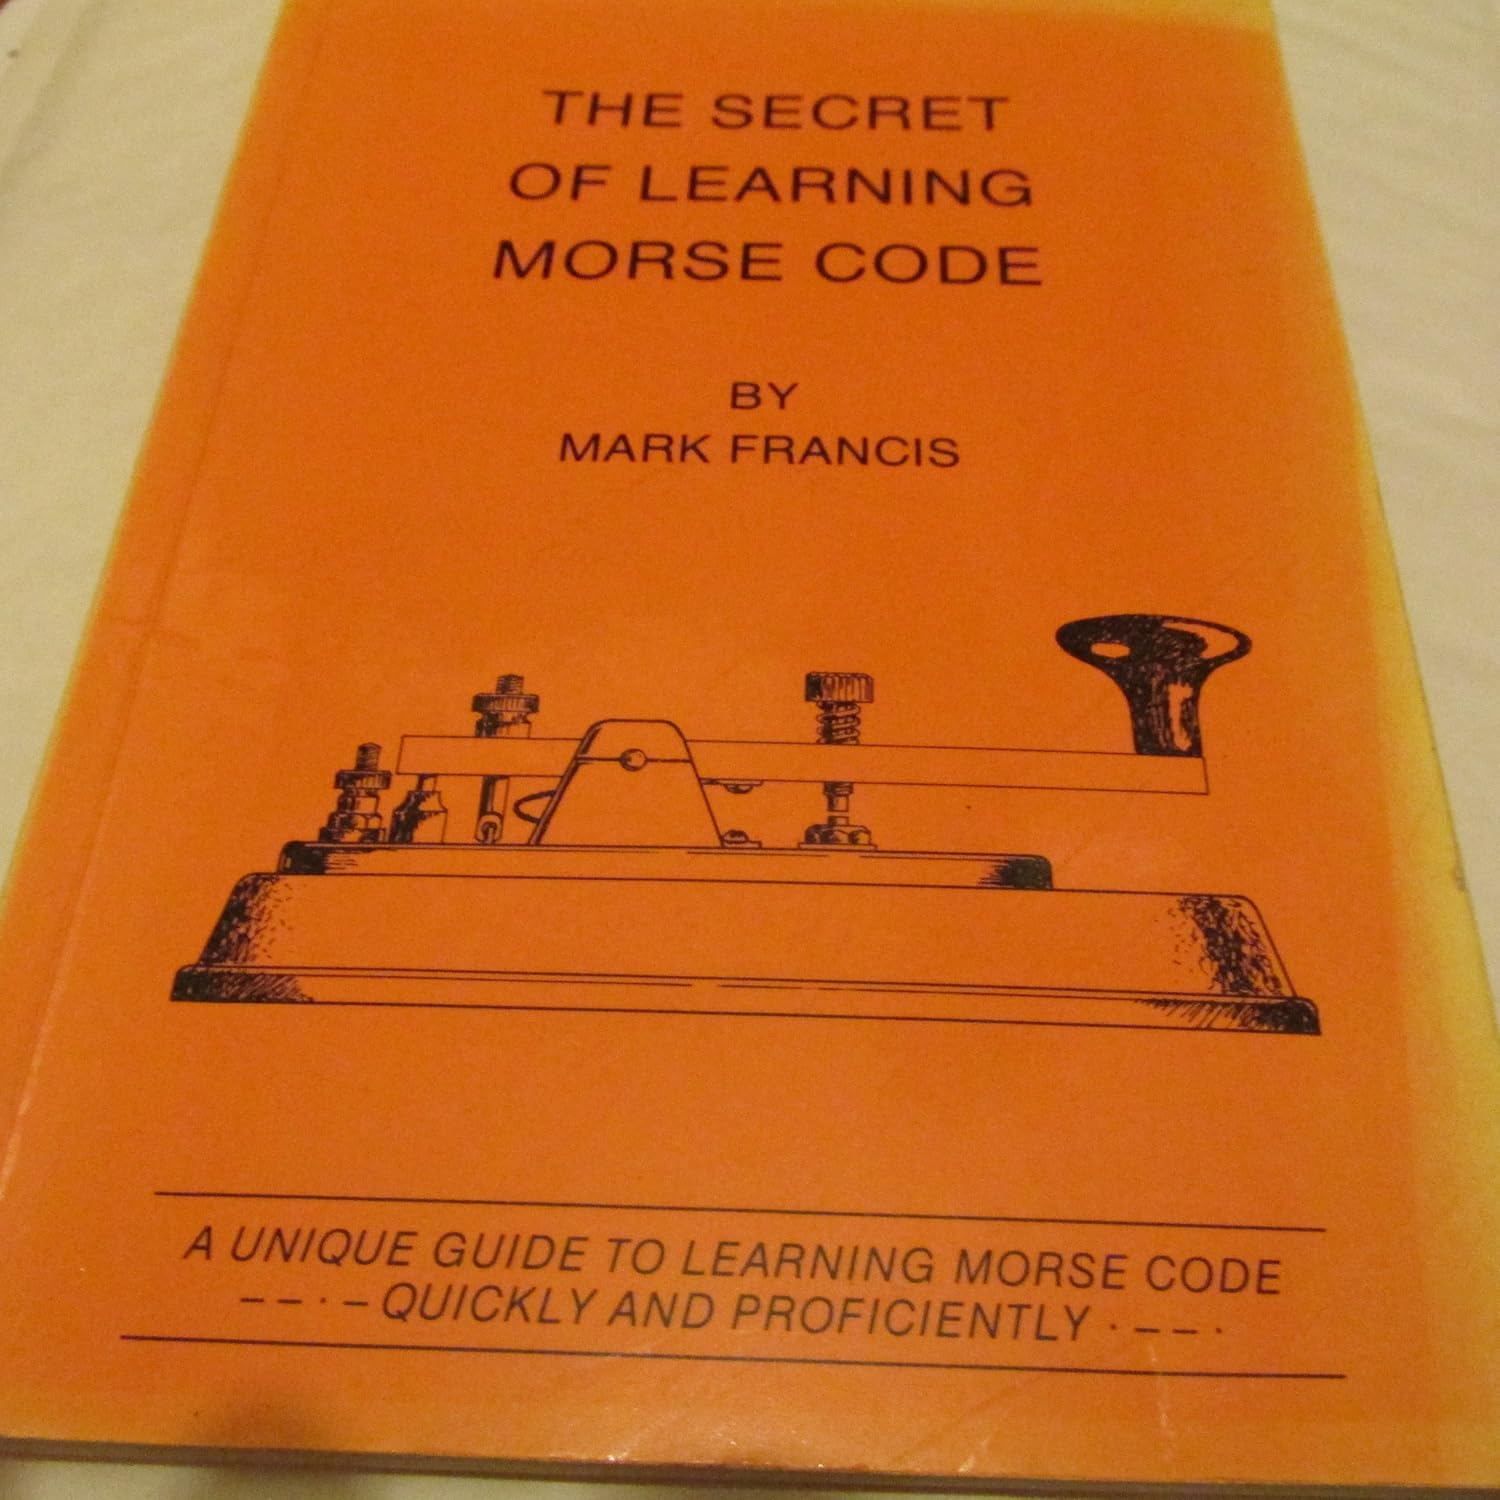 THE SECRET
OF LEARNING
MORSE CODE
BY
MARK FRANCIS
A UNIQUE GUIDE TO LEARNING MORSE CODE
– – · – QUICKLY AND PROFICIENTLY · – – ·